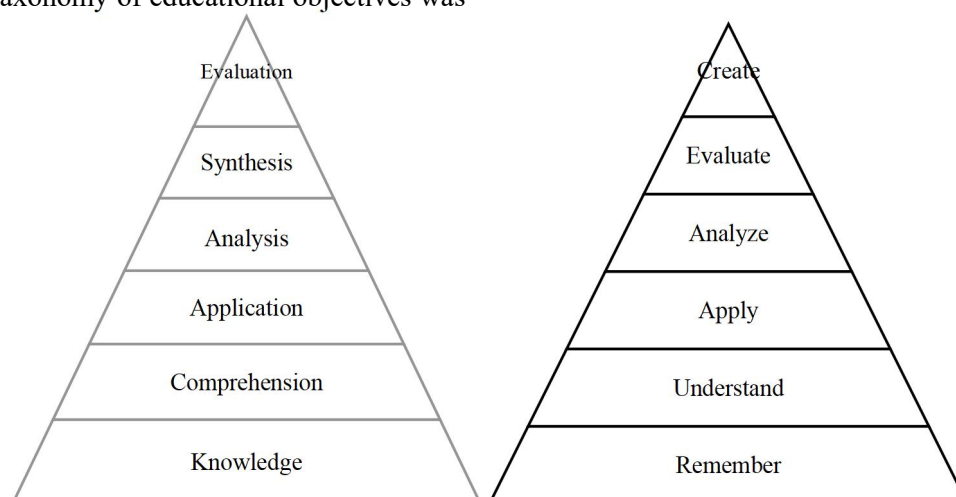 axonomy of educational objectives was
Evaluation
Synthesis
Analysis
Application
Comprehension
Knowledge
Create
Evaluate
Analyze
Apply
Understand
Remember